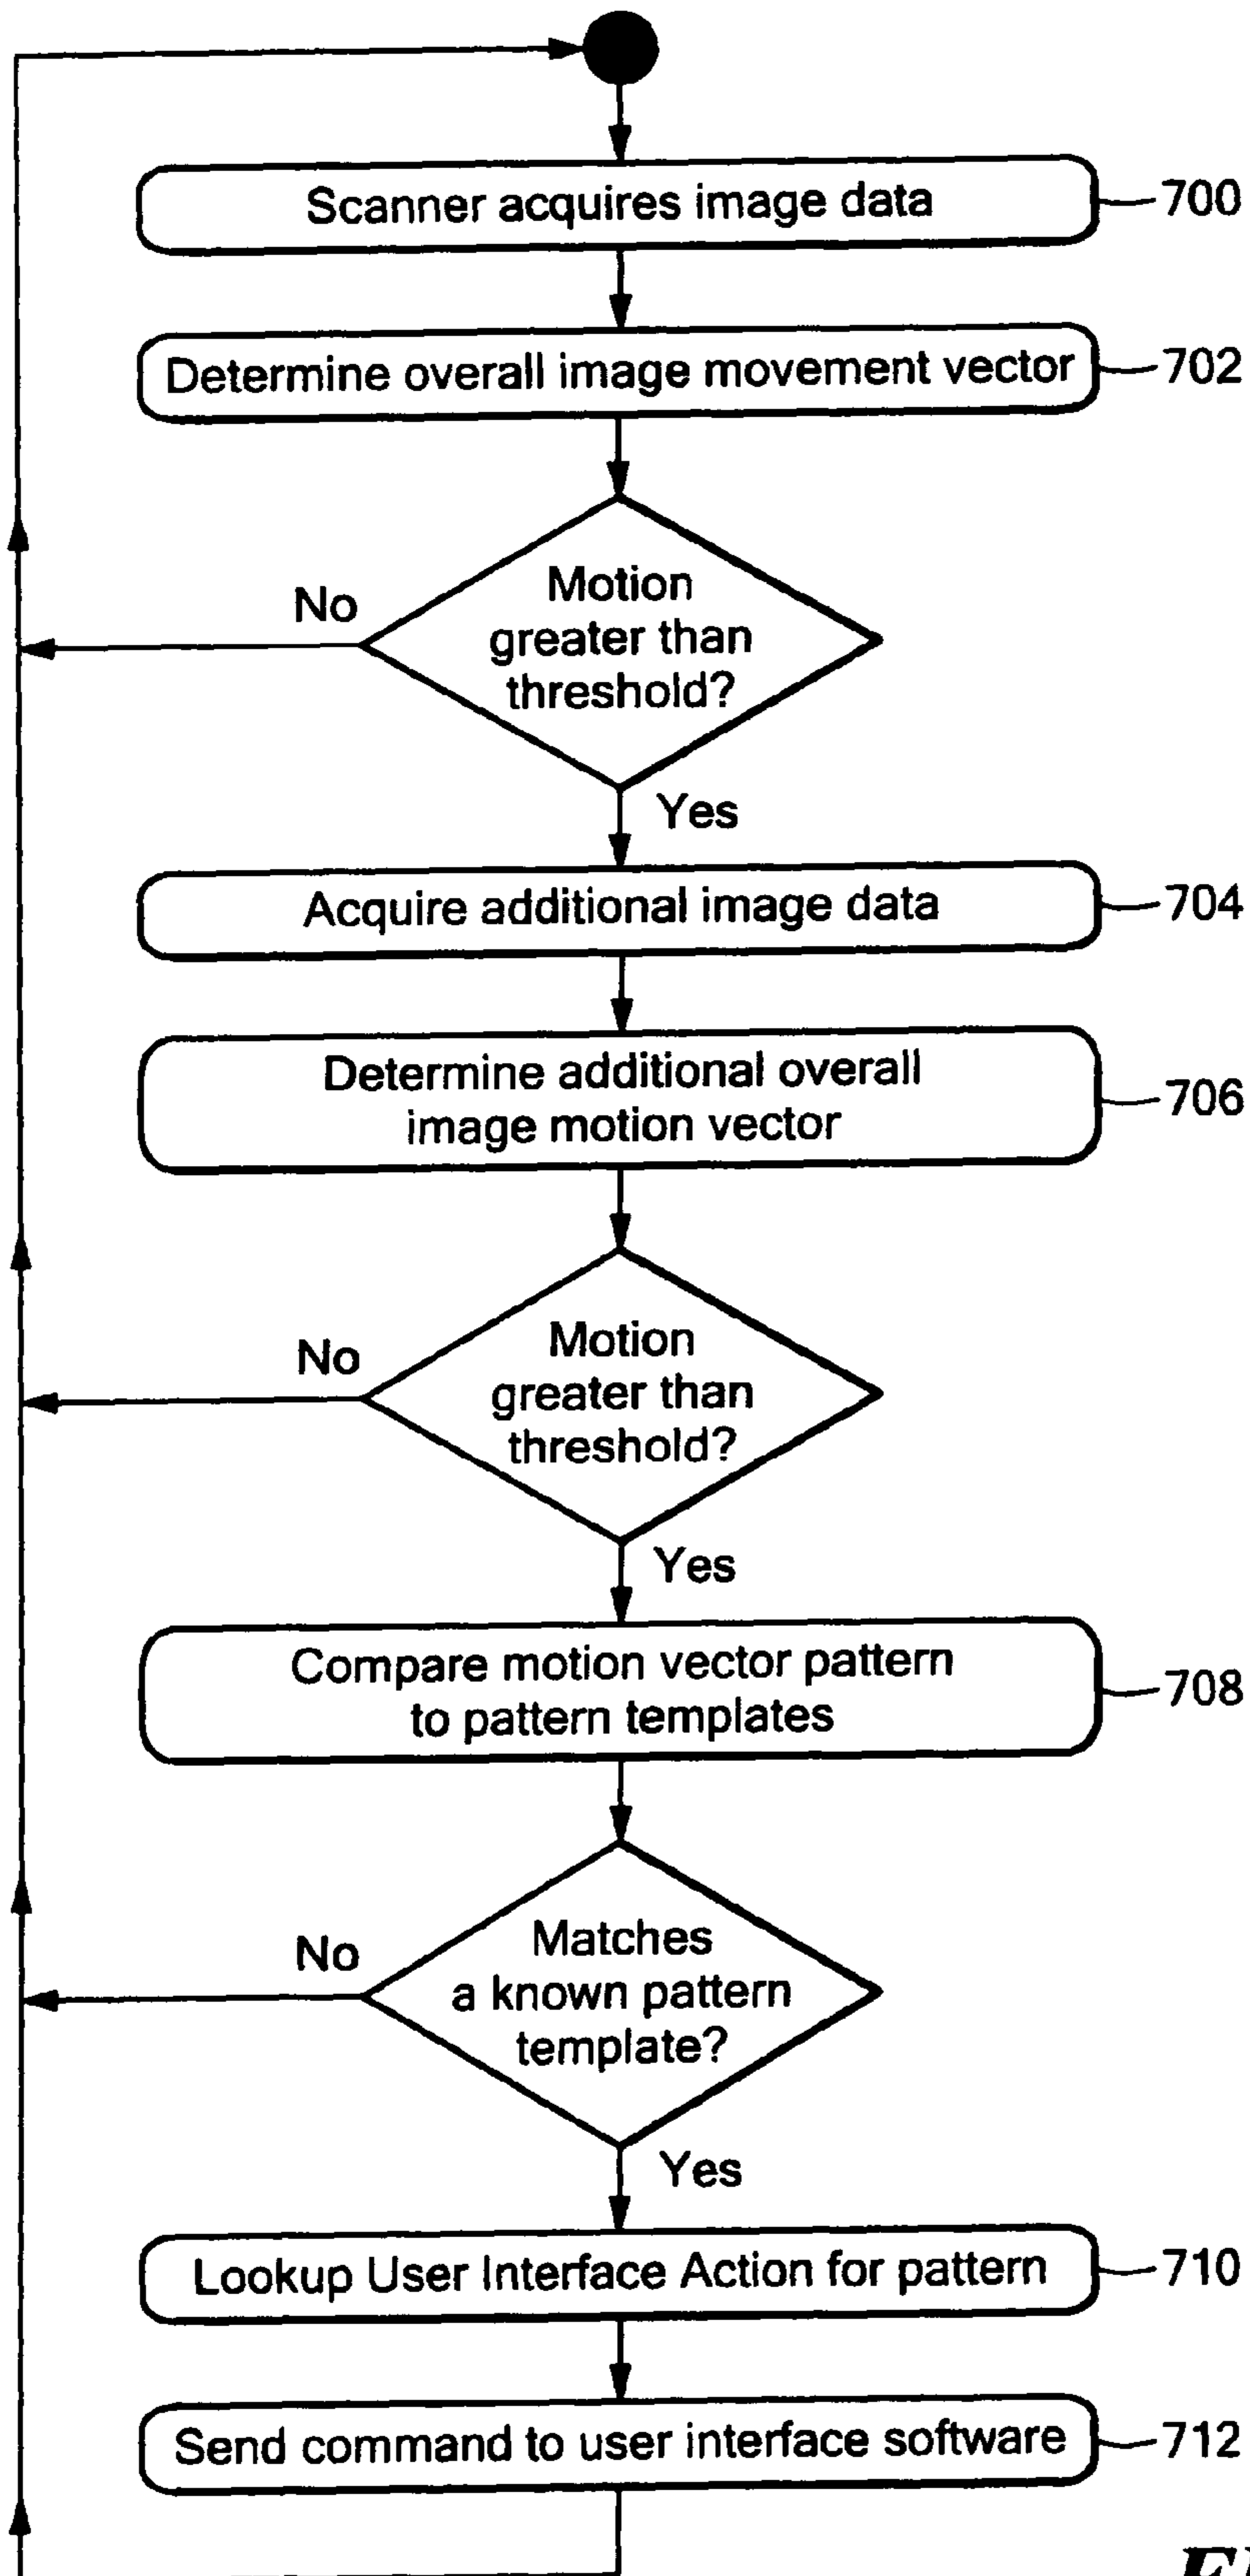 Scanner acquires image data
700
Determine overall image movement vector
702
Motion
greater than
threshold?
No
Yes
Acquire additional image data
704
Determine additional overall
image motion vector
706
Motion
greater than
threshold?
No
Yes
Compare motion vector pattern
to pattern templates
708
Matches
a known pattern
template?
No
Yes
Lookup User Interface Action for pattern
710
Send command to user interface software
712